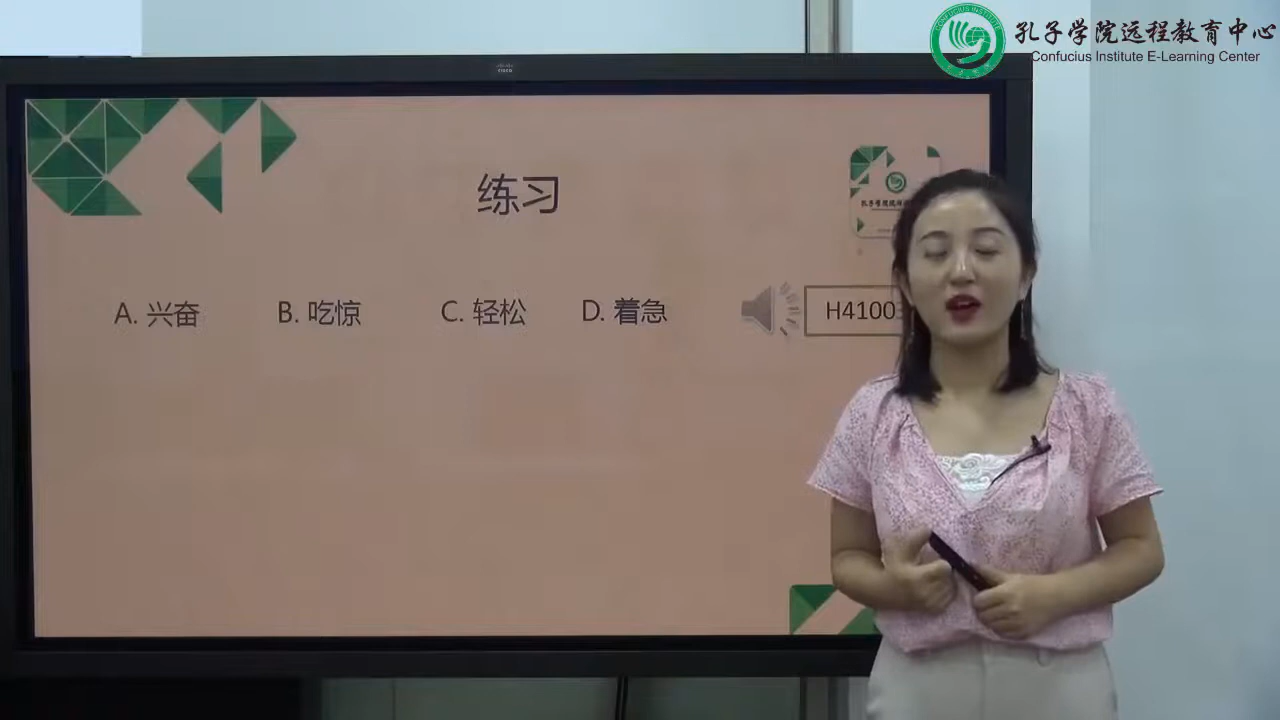 孔子学院远程教育中心
Confucius Institute E-Learning Center
练习
A. 兴奋 B. 吃惊 C. 轻松 D. 着急
H4100